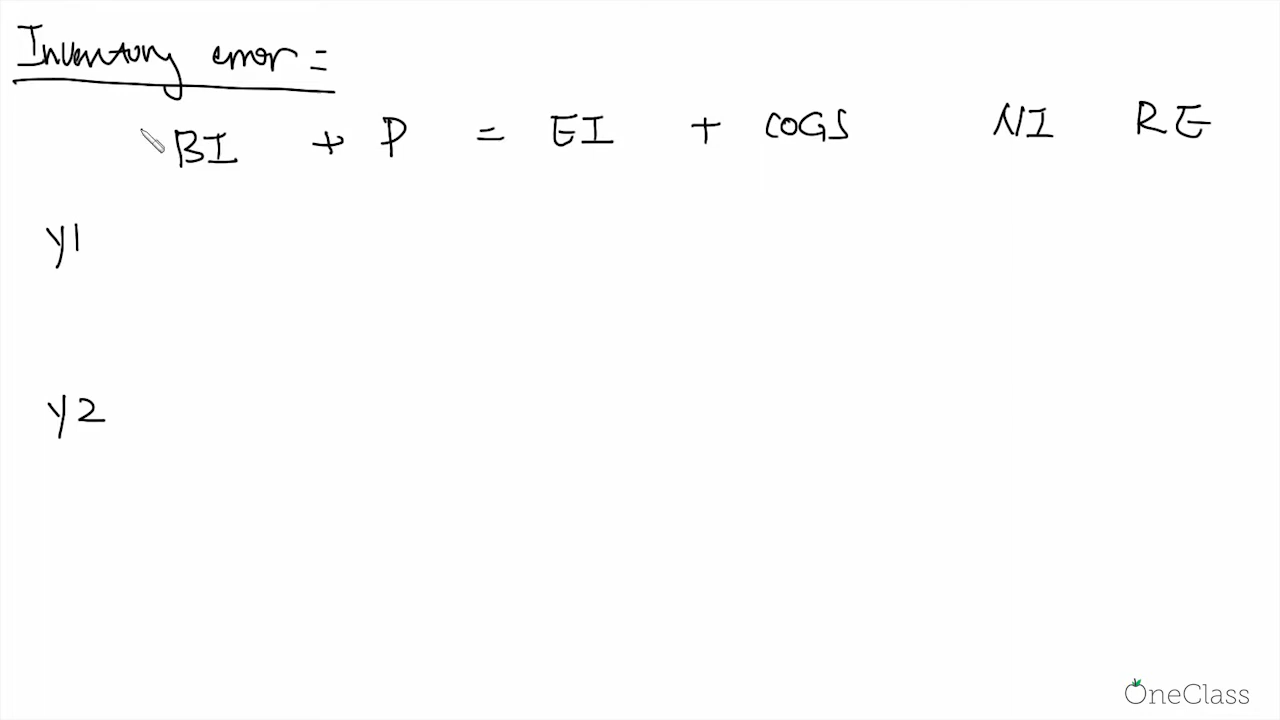 Inventory error =
BI + P = EI + COGS NI RE
y1
y2
OneClass